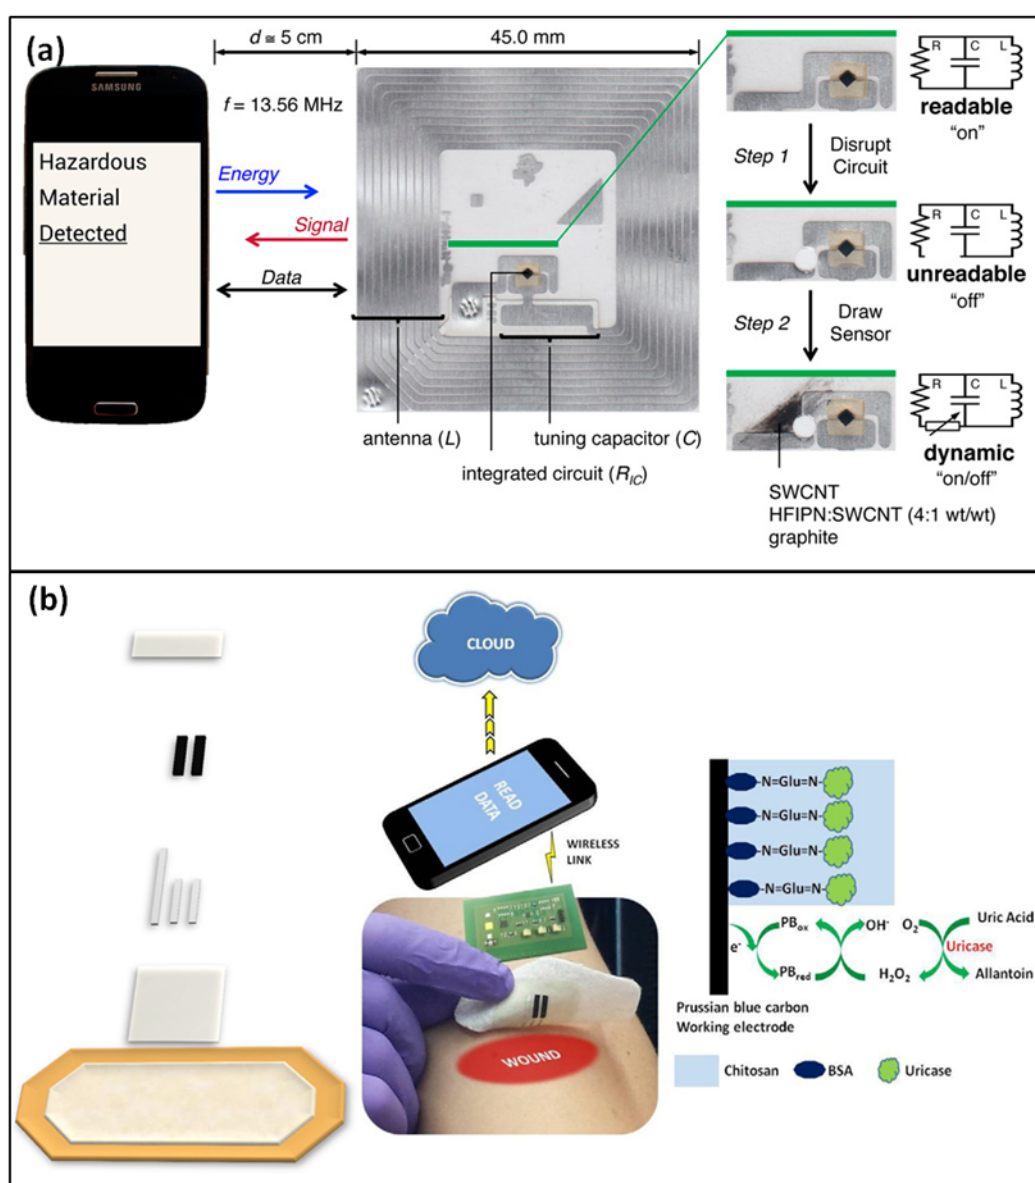 (a)
d ≅ 5 cm
45.0 mm
SAMSUNG
Hazardous
Material
Detected
f = 13.56 MHz
Energy
Signal
Data
antenna (L)
tuning capacitor (C)
integrated circuit (R_IC)
R C L
readable
"on"
Step 1
Disrupt
Circuit
R C L
unreadable
"off"
Step 2
Draw
Sensor
R C L
dynamic
"on/off"
SWCNT
HFIPN:SWCNT (4:1 wt/wt)
graphite
(b)
CLOUD
READ
DATA
WIRELESS
LINK
WOUND
N=Glu=N
N=Glu=N
N=Glu=N
N=Glu=N
e⁻
PBox
OH⁻
O₂
Uric Acid
Uricase
PBred
H₂O₂
Allantoin
Prussian blue carbon
Working electrode
Chitosan
BSA
Uricase